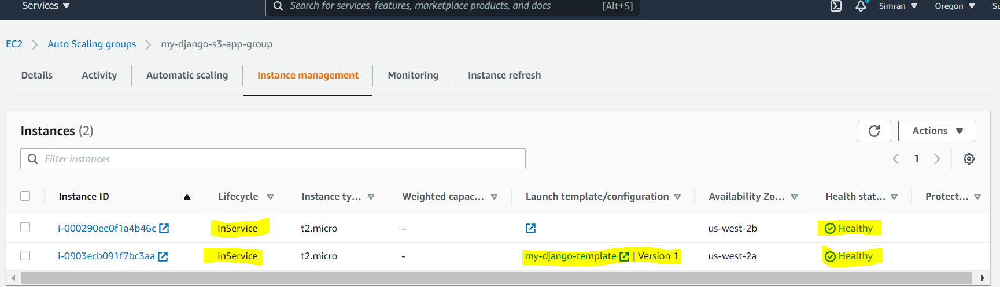 Services Search for services, features, marketplace products, and docs [Alt+S] Simran Oregon Su
EC2 Auto Scaling groups my-django-s3-app-group
Details Activity Automatic scaling Instance management Monitoring Instance refresh
Instances (2) Actions
Filter instances 1
Instance ID Lifecycle Instance ty... Weighted capac... Launch template/configuration Availability Zo... Health stat... Protect...
i-000290ee0f1a4b46c InService t2.micro - us-west-2b Healthy
i-0903ecb091f7bc3aa InService t2.micro - my-django-template | Version 1 us-west-2a Healthy